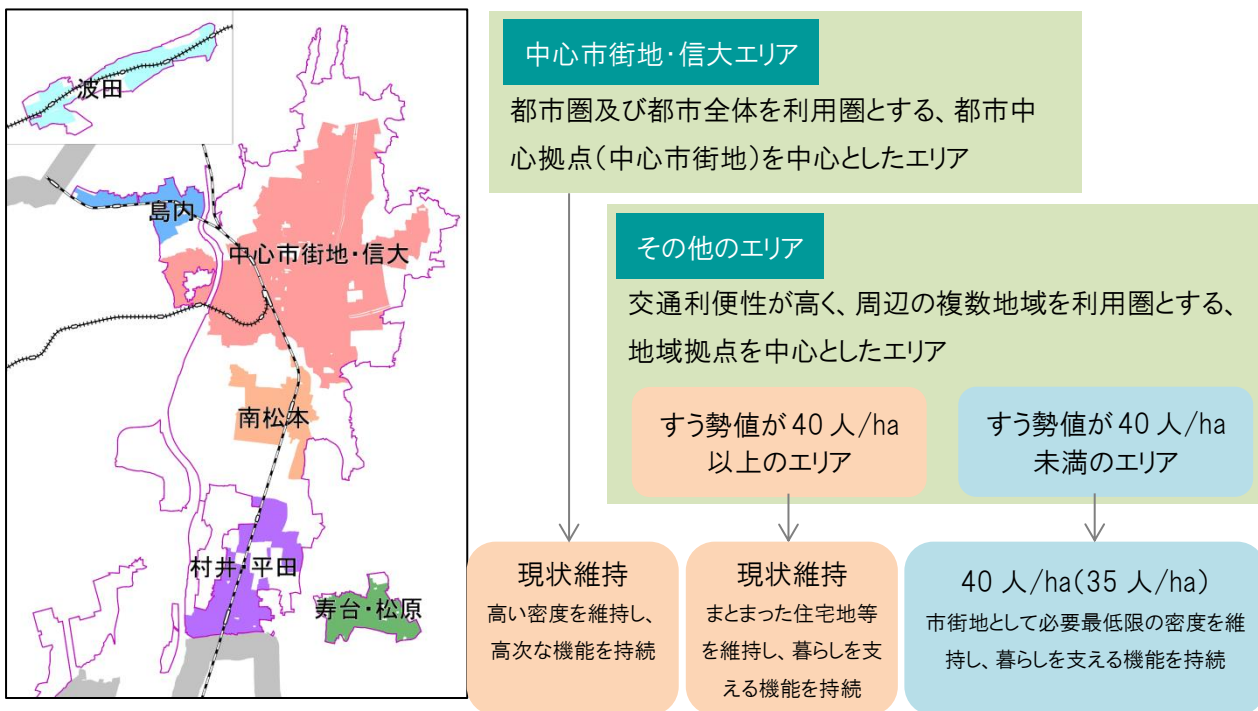 波田
島内
中心市街地・信大
南松本
村井・平田
寿台・松原
中心市街地・信大エリア
都市圏及び都市全体を利用圏とする、都市中
心拠点(中心市街地)を中心としたエリア
その他のエリア
交通利便性が高く、周辺の複数地域を利用圏とする、
地域拠点を中心としたエリア
すう勢値が 40 人/ha
以上のエリア
すう勢値が 40 人/ha
未満のエリア
現状維持
高い密度を維持し、
高次な機能を持続
現状維持
まとまった住宅地等
を維持し、暮らしを支
える機能を持続
40 人/ha(35 人/ha)
市街地として必要最低限の密度を維
持し、暮らしを支える機能を持続